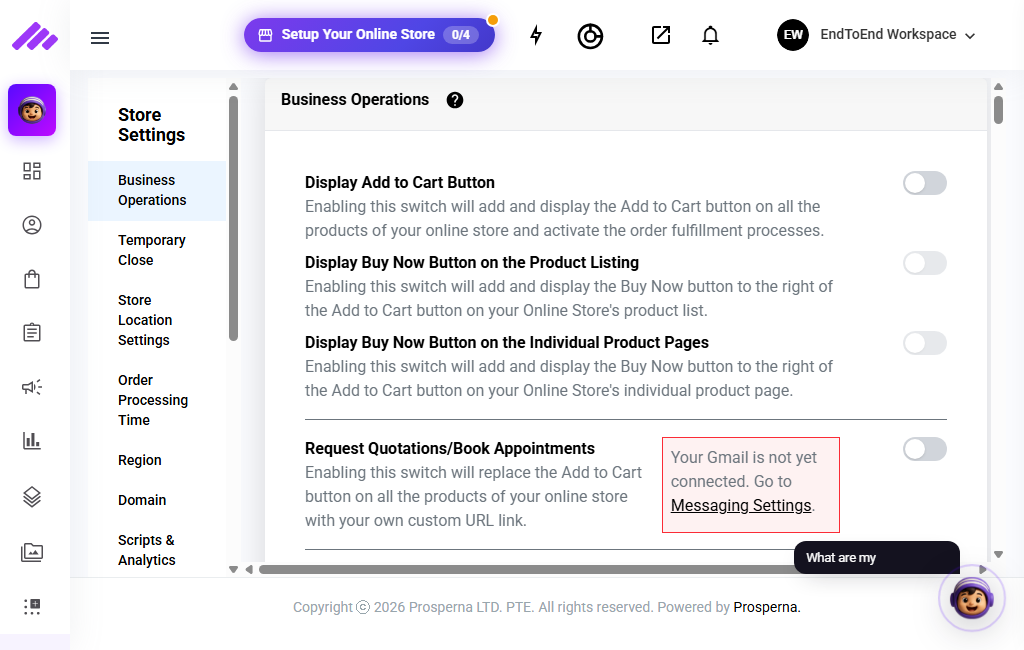 Setup Your Online Store 0/4
EW EndToEnd Workspace
Store
Settings
Business
Operations
Temporary
Close
Store
Location
Settings
Order
Processing
Time
Region
Domain
Scripts &
Analytics
Business Operations
Display Add to Cart Button
Enabling this switch will add and display the Add to Cart button on all the
products of your online store and activate the order fulfillment processes.
Display Buy Now Button on the Product Listing
Enabling this switch will add and display the Buy Now button to the right of
the Add to Cart button on your Online Store's product list.
Display Buy Now Button on the Individual Product Pages
Enabling this switch will add and display the Buy Now button to the right of
the Add to Cart button on your Online Store's individual product page.
Request Quotations/Book Appointments
Enabling this switch will replace the Add to Cart
button on all the products of your online store
with your own custom URL link.
Your Gmail is not yet
connected. Go to
Messaging Settings.
What are my
Copyright © 2026 Prosperna LTD. PTE. All rights reserved. Powered by Prosperna.